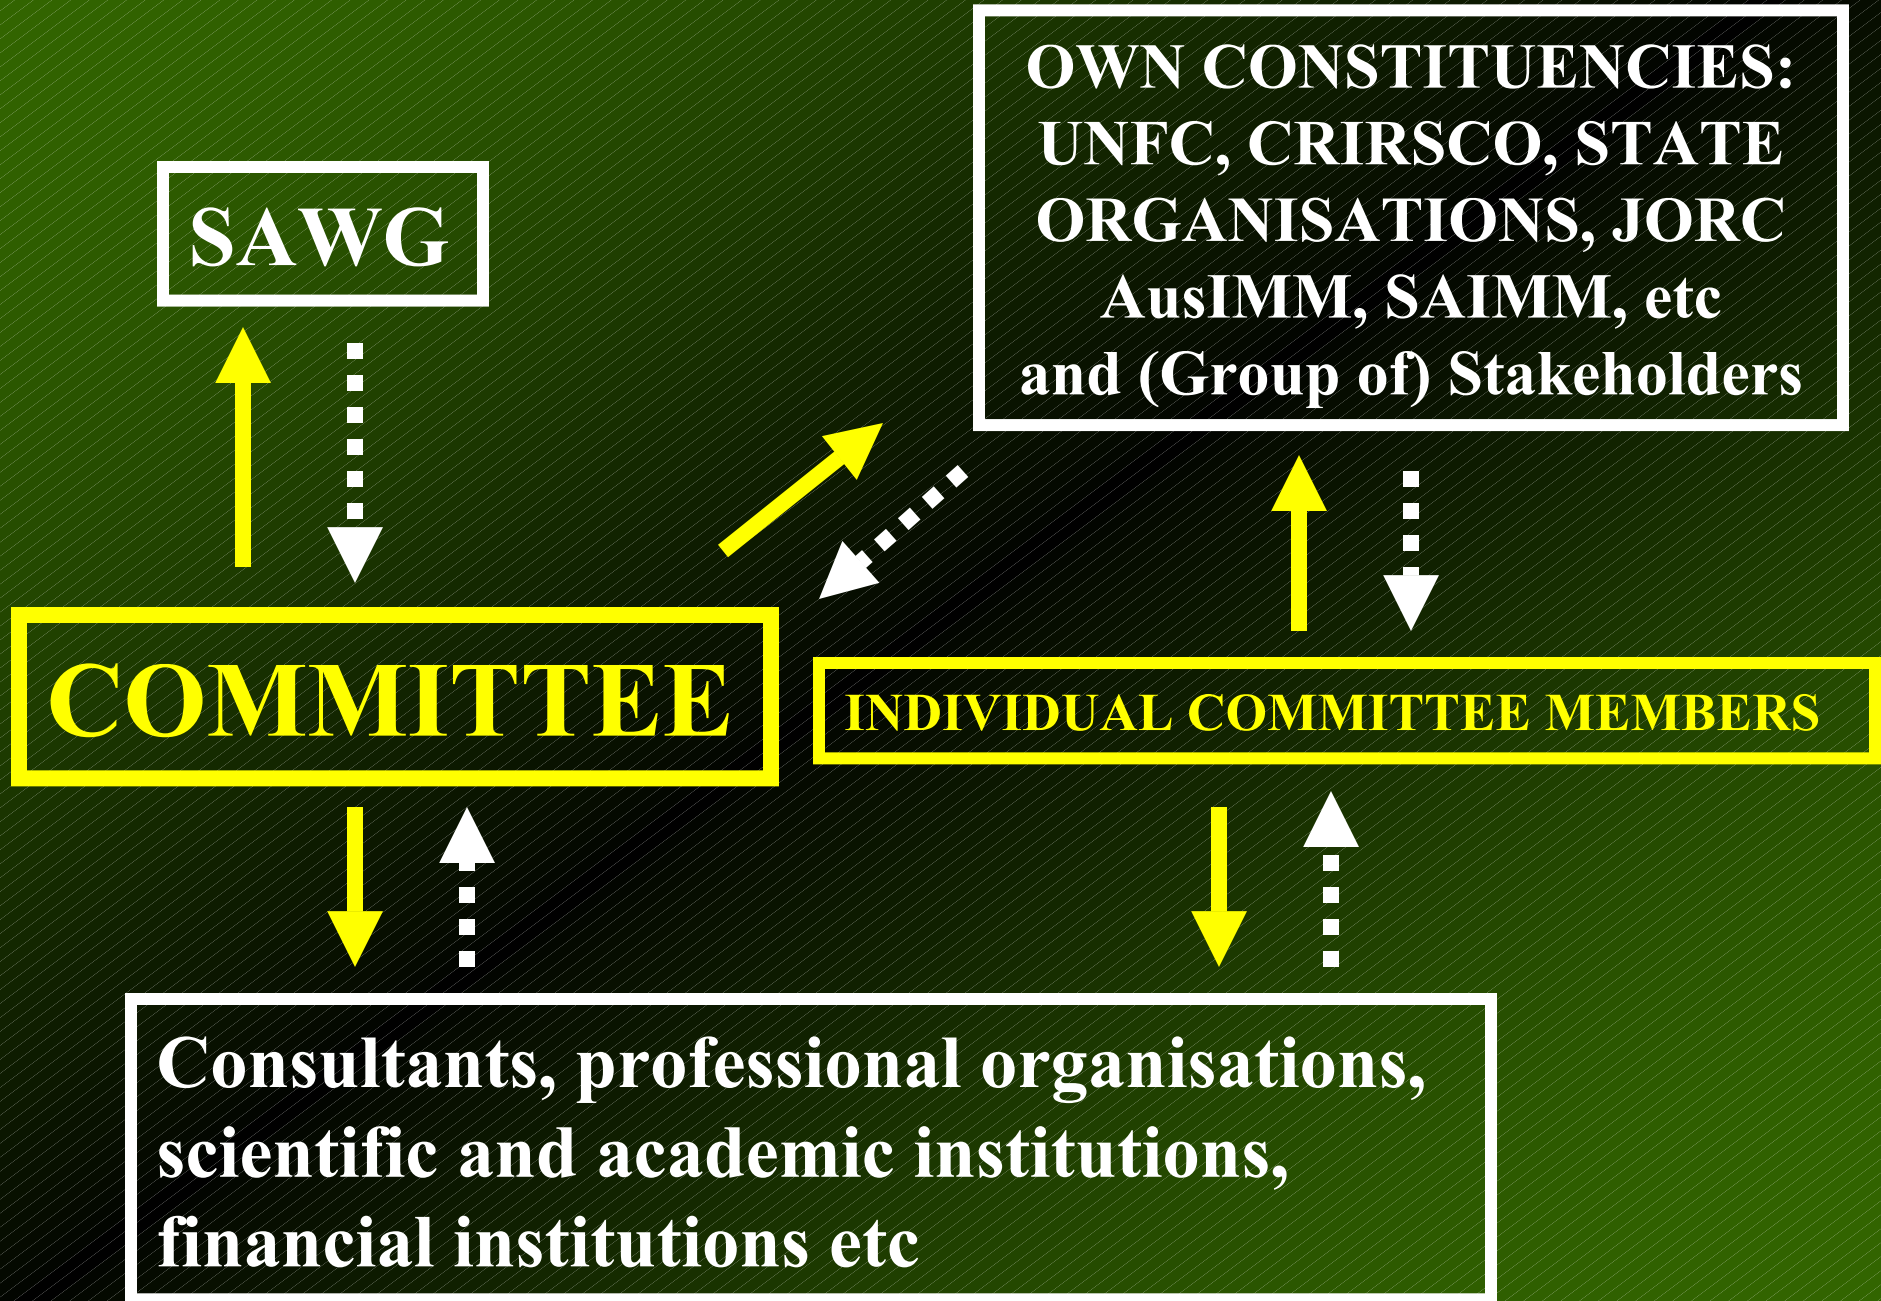 SAWG
OWN CONSTITUENCIES:
UNFC, CRIRSCO, STATE
ORGANISATIONS, JORC
AusIMM, SAIMM, etc
and (Group of) Stakeholders
COMMITTEE
INDIVIDUAL COMMITTEE MEMBERS
Consultants, professional organisations,
scientific and academic institutions,
financial institutions etc